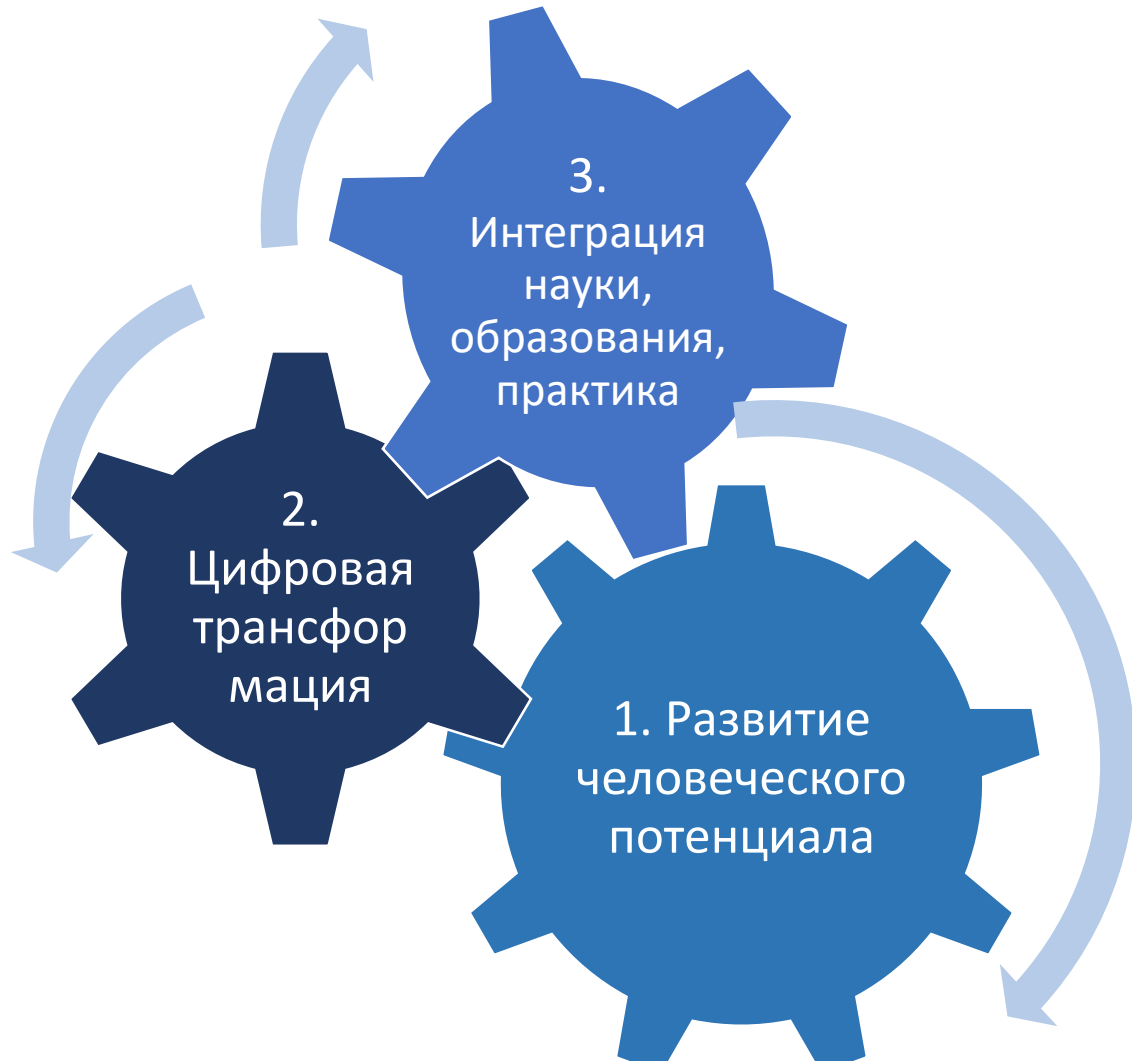 3.
Интеграция
науки,
образования,
практика
2.
Цифровая
трансфор
мация
1. Развитие
человеческого
потенциала